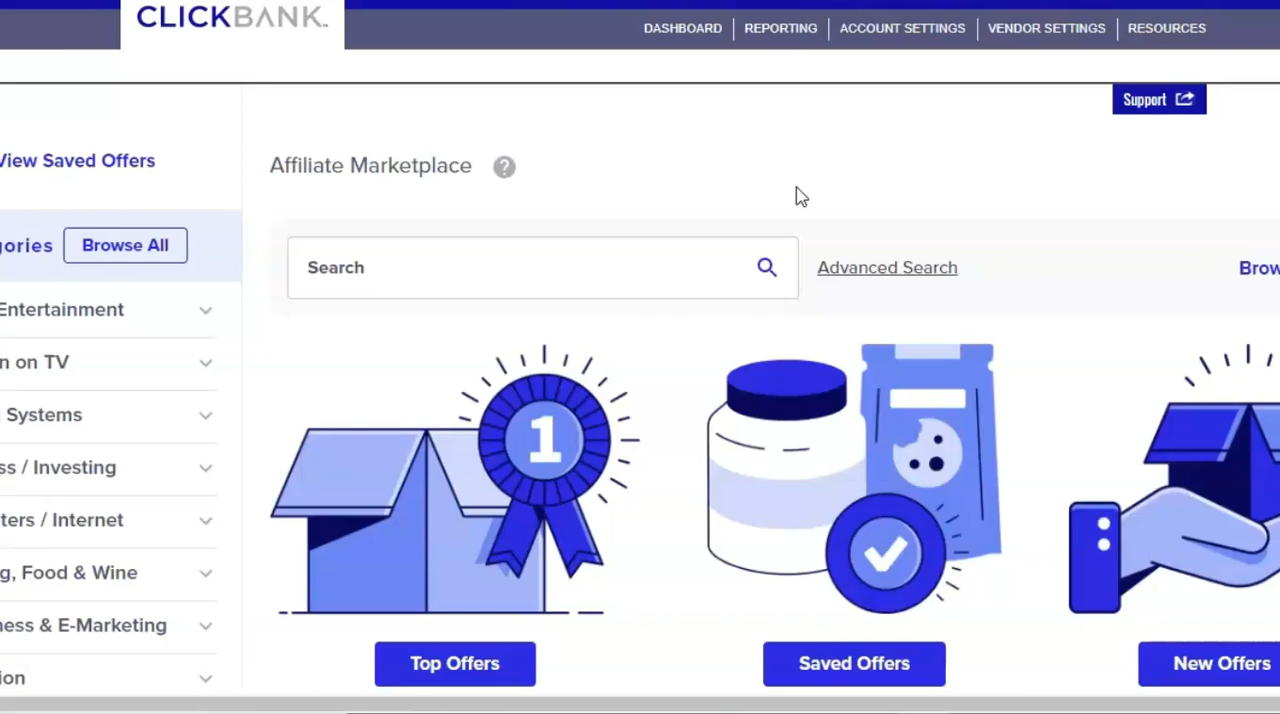 CLICKBANK
DASHBOARD
REPORTING
ACCOUNT SETTINGS
VENDOR SETTINGS
RESOURCES
Support
View Saved Offers
Affiliate Marketplace ?
gories
Browse All
Search
Advanced Search
Brow
Entertainment
n on TV
Systems
ss / Investing
ters / Internet
g, Food & Wine
ness & E-Marketing
ion
1
Top Offers
Saved Offers
New Offers